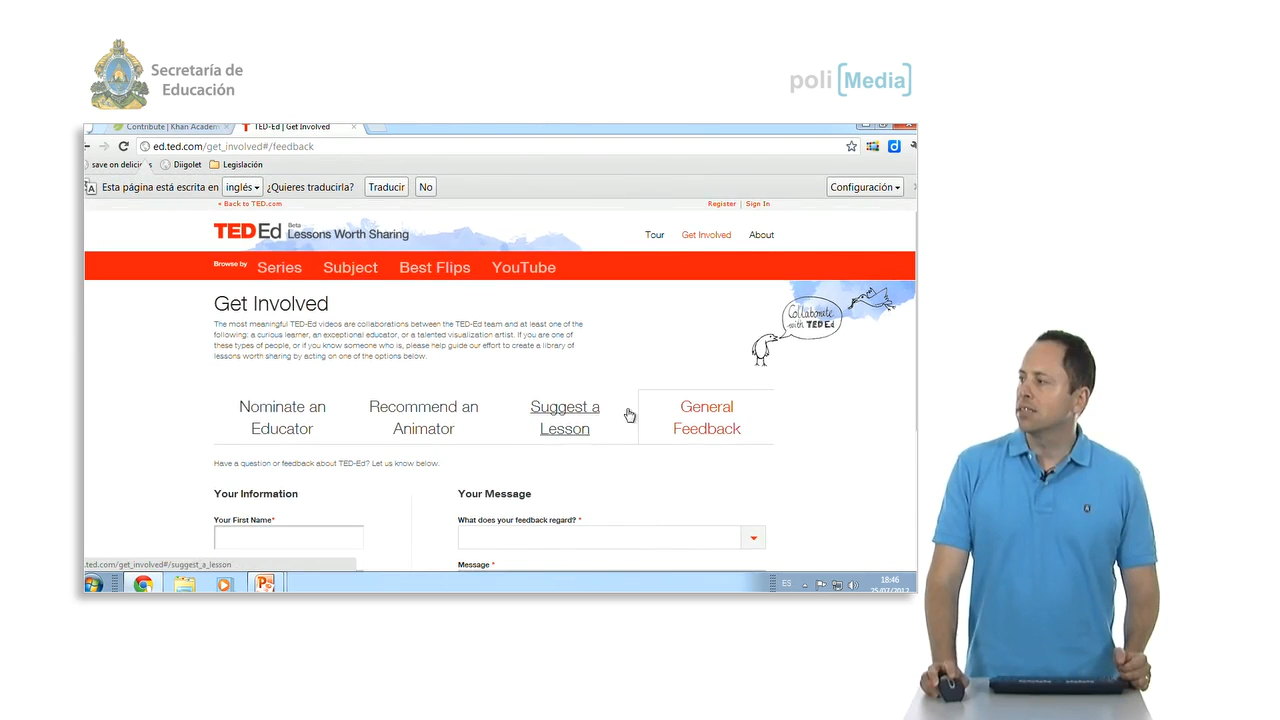 Secretaría de
Educación
poli [Media]
Contribute | Khan Academ
TED-Ed | Get Involved
ed.ted.com/get_involved#/feedback
save on delicio
Diigolet
Legislación
Esta página está escrita en inglés ¿Quieres traducirla? Traducir No Configuración
« Back to TED.com
Register | Sign In
TEDEd Beta Lessons Worth Sharing
Tour Get Involved About
Browse by Series Subject Best Flips YouTube
Get Involved
The most meaningful TED-Ed videos are collaborations between the TED-Ed team and at least one of the
following: a curious learner, an exceptional educator, or a talented visualization artist. If you are one of
these types of people, or if you know someone who is, please help guide our effort to create a library of
lessons worth sharing by acting on one of the options below.
Collaborate
with TED Ed
Nominate an
Educator
Recommend an
Animator
Suggest a
Lesson
General
Feedback
Have a question or feedback about TED-Ed? Let us know below.
Your Information
Your Message
Your First Name*
What does your feedback regard? *
Message *
.ted.com/get_involved#/suggest_a_lesson
ES
18:46